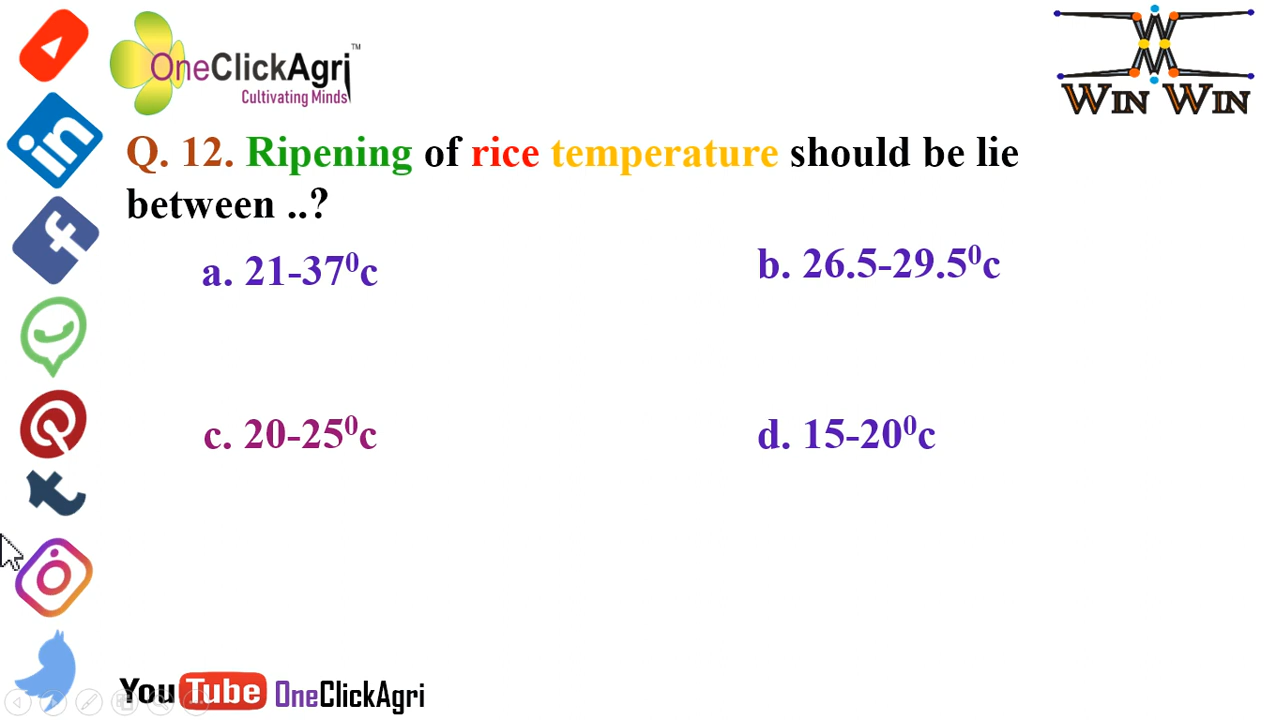 OneClickAgri™
Cultivating Minds
WIN WIN
Q. 12. Ripening of rice temperature should be lie
between ..?
a. 21-37⁰c
b. 26.5-29.5⁰c
c. 20-25⁰c
d. 15-20⁰c
YouTube OneClickAgri